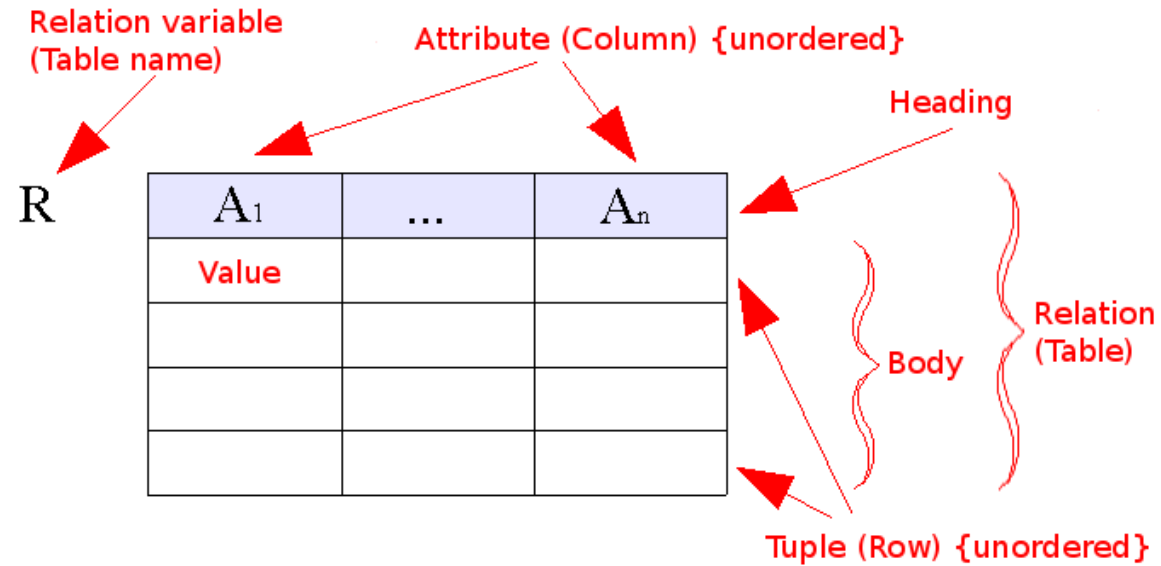 Relation variable
(Table name)
Attribute (Column) {unordered}
Heading
R
A1
...
An
Value
Relation
(Table)
Body
Tuple (Row) {unordered}